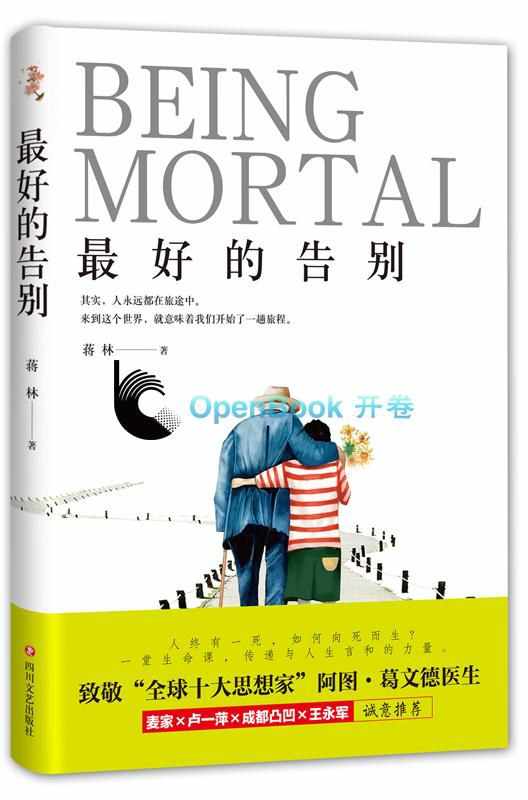 BEING
MORTAL
最好的告别
其实，人永远都在旅途中。
来到这个世界，就意味着我们开始了一趟旅程。
蒋 林——著
OpenBook 开卷
人终有一死，如何向死而生？
一堂生命课，传递与人生言和的力量。
致敬“全球十大思想家”阿图·葛文德医生
麦家×卢一萍×成都凸凹×王永军 诚意推荐
最好的告别
蒋 林——著
四川文艺出版社